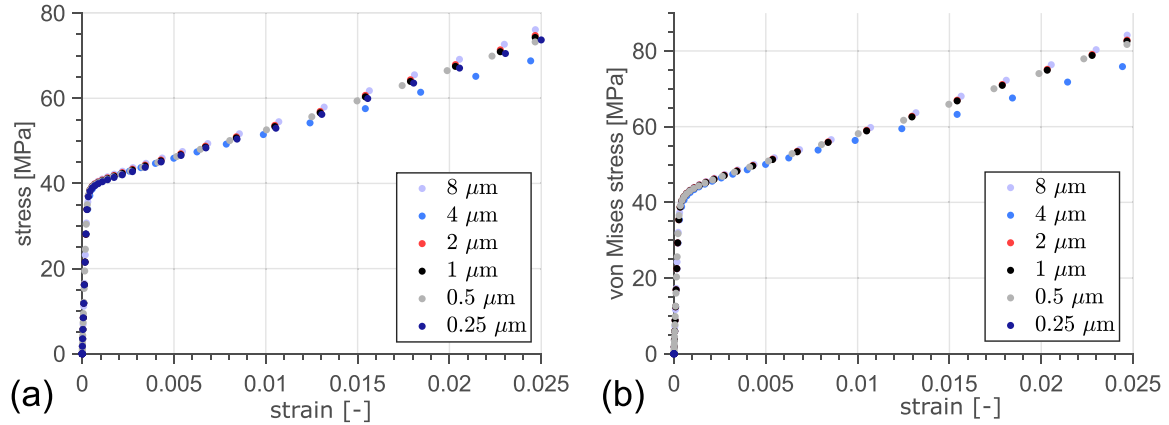 80
60
40
20
0
stress [MPa]
8 μm
4 μm
2 μm
1 μm
0.5 μm
0.25 μm
0 0.005 0.01 0.015 0.02 0.025
strain [-]
(a)
80
60
40
20
0
von Mises stress [MPa]
8 μm
4 μm
2 μm
1 μm
0.5 μm
0.25 μm
0 0.005 0.01 0.015 0.02 0.025
strain [-]
(b)